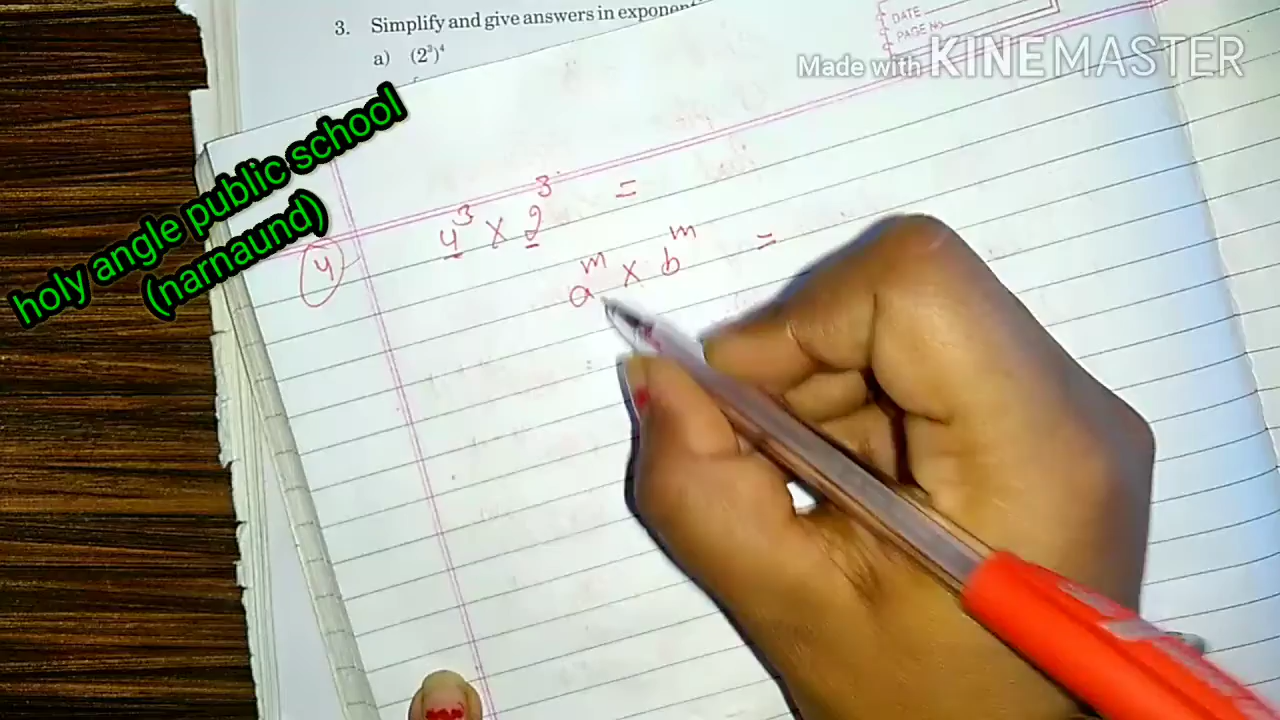 3. Simplify and give answers in
a) (2³)⁴
DATE
PAGE No.
Made with KINEMASTER
holy angle public school
(narnaund)
4
4³ × 2³ =
aᵐ × bᵐ =